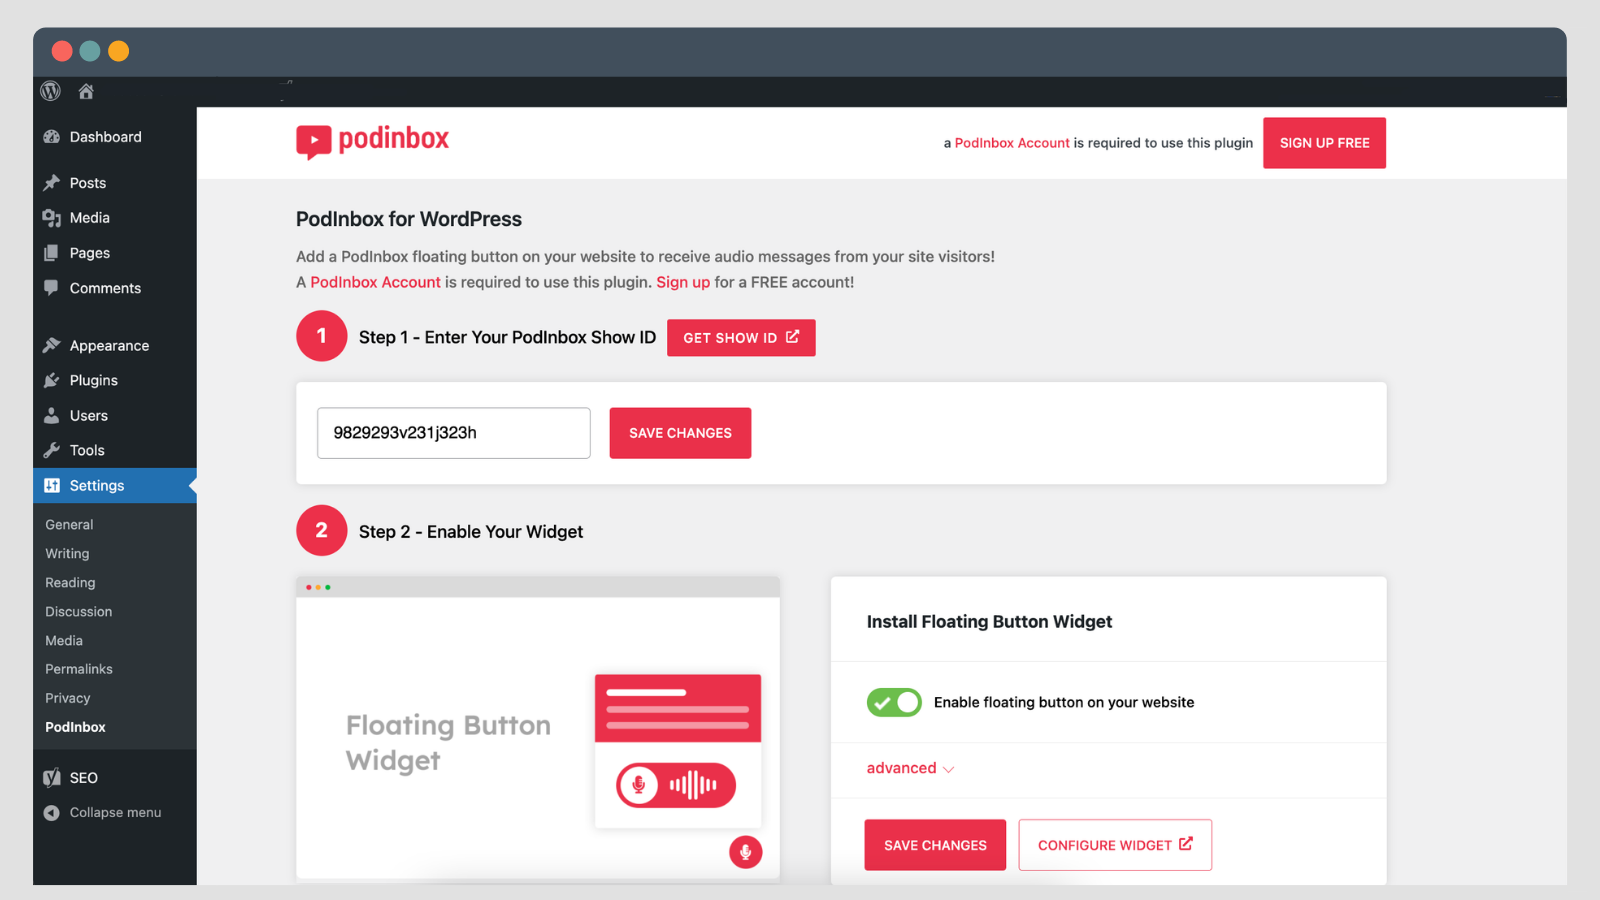 Dashboard
Posts
Media
Pages
Comments
Appearance
Plugins
Users
Tools
Settings
General
Writing
Reading
Discussion
Media
Permalinks
Privacy
PodInbox
SEO
Collapse menu
podinbox
a PodInbox Account is required to use this plugin
SIGN UP FREE
PodInbox for WordPress
Add a PodInbox floating button on your website to receive audio messages from your site visitors!
A PodInbox Account is required to use this plugin. Sign up for a FREE account!
1
Step 1 - Enter Your PodInbox Show ID
GET SHOW ID
9829293v231j323h
SAVE CHANGES
2
Step 2 - Enable Your Widget
Floating Button
Widget
Install Floating Button Widget
Enable floating button on your website
advanced
SAVE CHANGES
CONFIGURE WIDGET